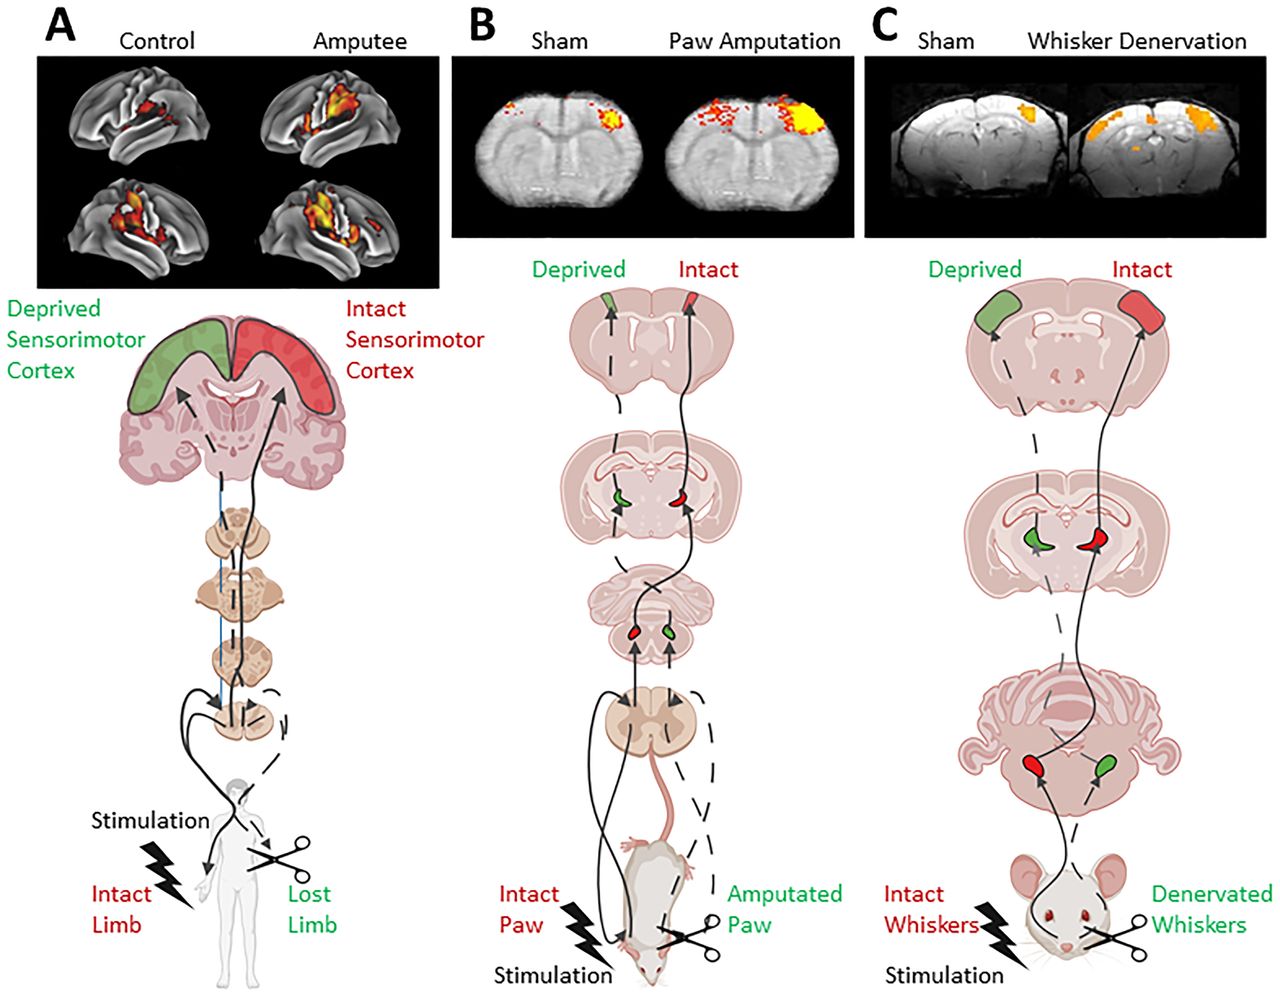 A
Control
Amputee
Deprived
Sensorimotor
Cortex
Intact
Sensorimotor
Cortex
Stimulation
Intact
Limb
Lost
Limb
B
Sham
Paw Amputation
Deprived
Intact
Intact
Paw
Amputated
Paw
Stimulation
C
Sham
Whisker Denervation
Deprived
Intact
Intact
Whiskers
Denervated
Whiskers
Stimulation